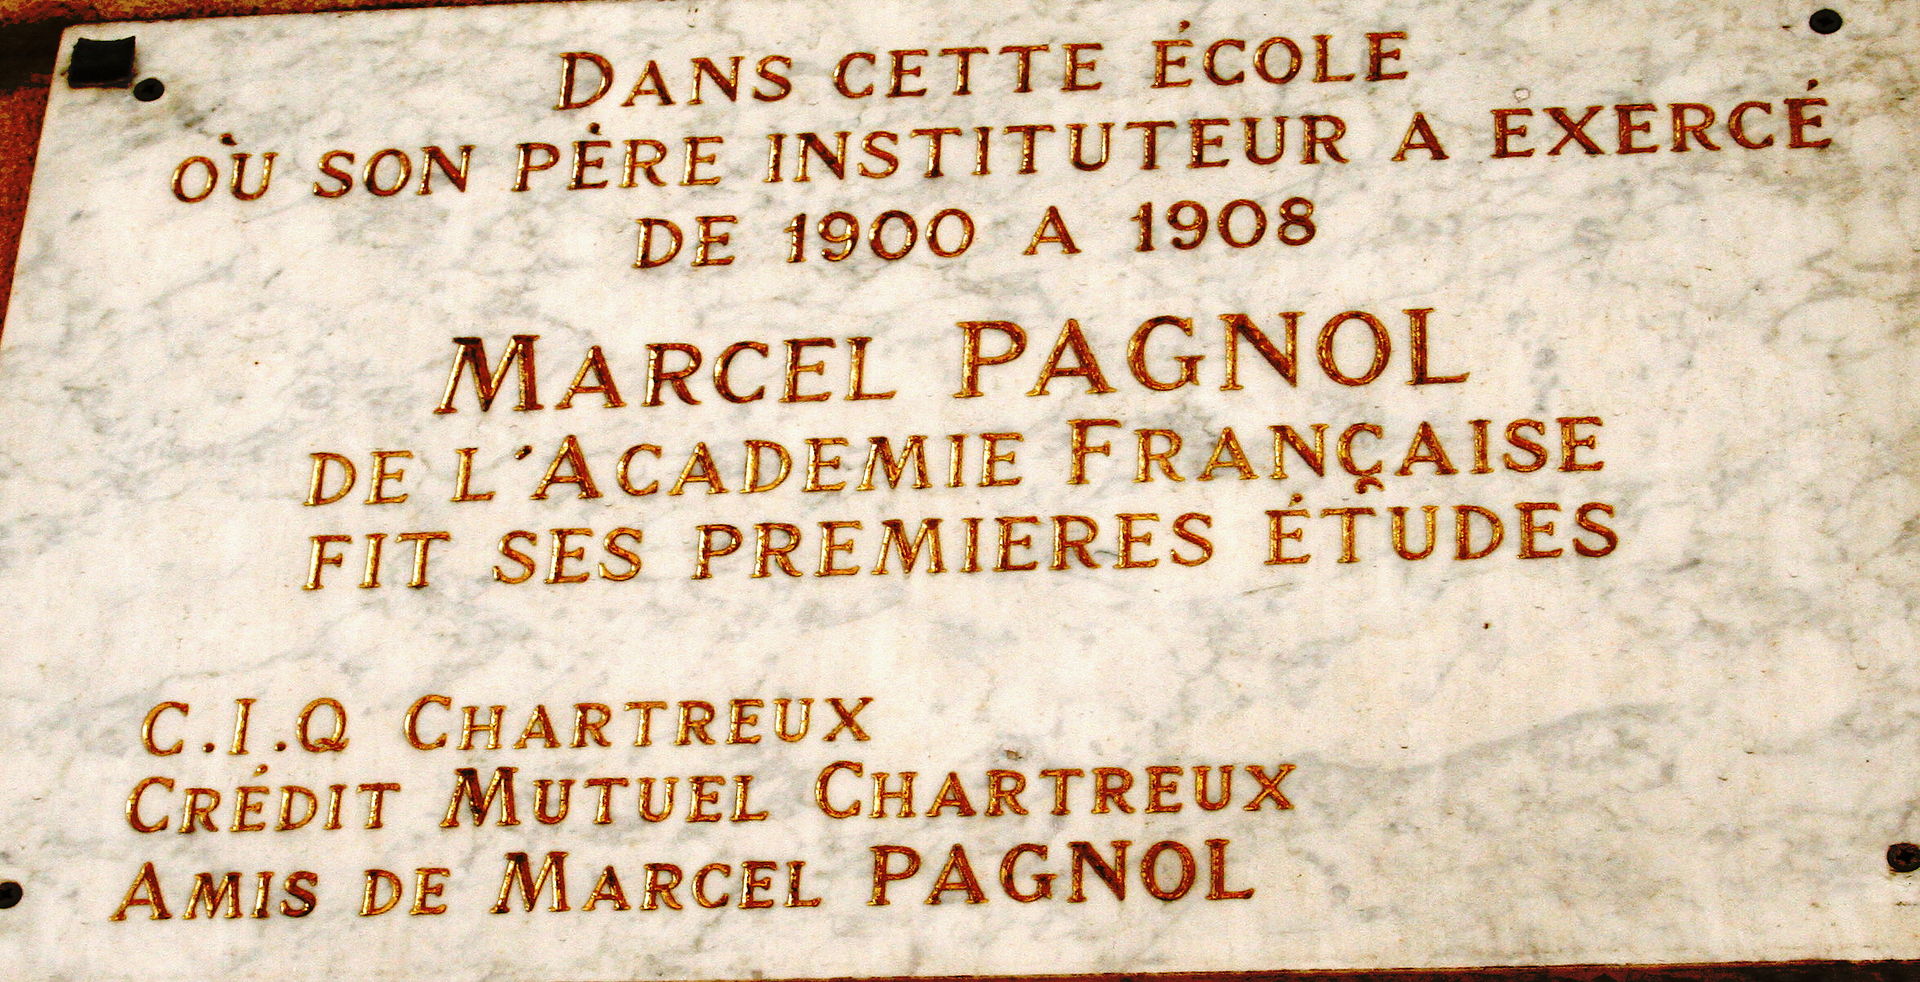 DANS CETTE ÉCOLE
OÙ SON PÈRE INSTITUTEUR A EXERCÉ
DE 1900 A 1908
MARCEL PAGNOL
DE L'ACADEMIE FRANÇAISE
FIT SES PREMIERES ÉTUDES
C.I.Q CHARTREUX
CRÉDIT MUTUEL CHARTREUX
AMIS DE MARCEL PAGNOL